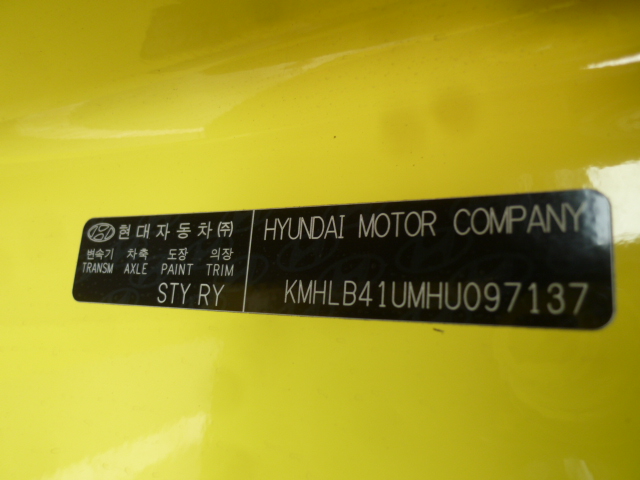 현대자동차㈜
변속기 차축 도장 의장
TRANSM AXLE PAINT TRIM
STY RY
HYUNDAI MOTOR COMPANY
KMHLB41UMHU097137